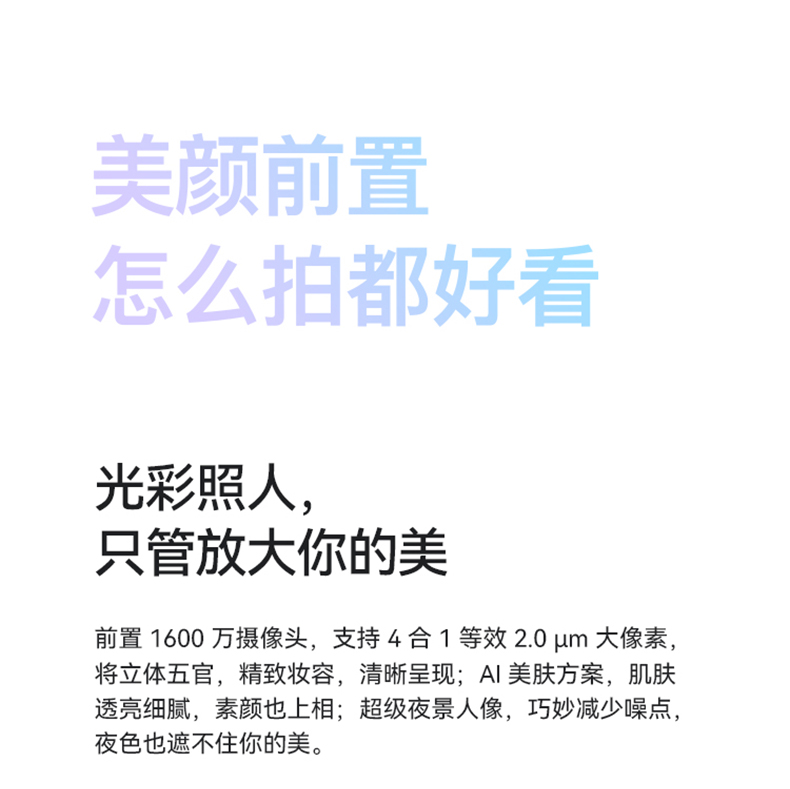 美颜前置
怎么拍都好看
光彩照人，
只管放大你的美
前置 1600 万摄像头，支持 4 合 1 等效 2.0 μm 大像素，
将立体五官，精致妆容，清晰呈现；AI 美肤方案，肌肤
透亮细腻，素颜也上相；超级夜景人像，巧妙减少噪点，
夜色也遮不住你的美。